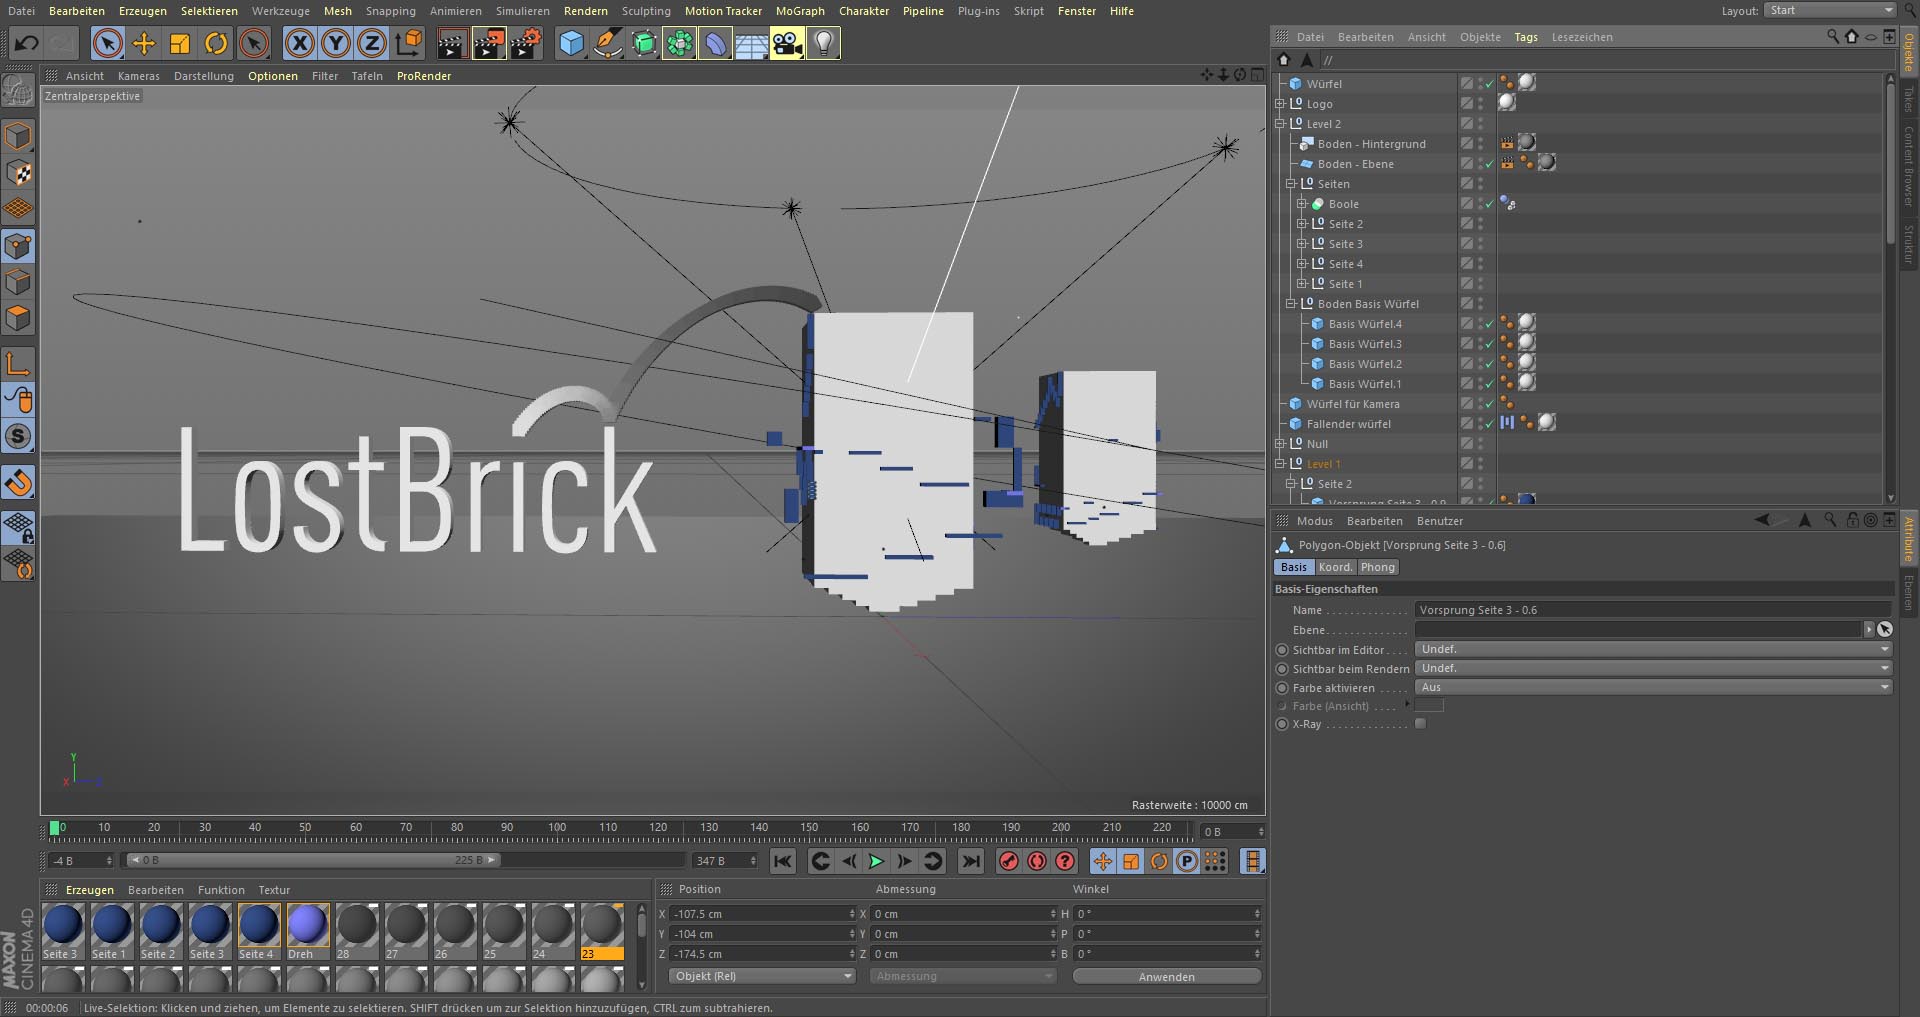 Datei Bearbeiten Erzeugen Selektieren Werkzeuge Mesh Snapping Animieren Simulieren Rendern Sculpting Motion Tracker MoGraph Charakter Pipeline Plug-ins Skript Fenster Hilfe
Layout: Start
Ansicht Kameras Darstellung Optionen Filter Tafeln ProRender
Zentralperspektive
LostBrick
Y
X
Rasterweite : 10000 cm
0 10 20 30 40 50 60 70 80 90 100 110 120 130 140 150 160 170 180 190 200 210 220
0 B
-4 B
0 B
225 B
347 B
Erzeugen Bearbeiten Funktion Textur
Seite 3 Seite 1 Seite 2 Seite 3 Seite 4 Dreh 28 27 26 25 24 23
MAXON
CINEMA 4D
Position Abmessung Winkel
X -107.5 cm X 0 cm H 0 °
Y -104 cm Y 0 cm P 0 °
Z -174.5 cm Z 0 cm B 0 °
Objekt (Rel) Abmessung Anwenden
00:00:06 Live-Selektion: Klicken und ziehen, um Elemente zu selektieren. SHIFT drücken um zur Selektion hinzuzufügen, CTRL zum subtrahieren.
Datei Bearbeiten Ansicht Objekte Tags Lesezeichen
//
Würfel
Logo
Level 2
Boden - Hintergrund
Boden - Ebene
Seiten
Boole
Seite 2
Seite 3
Seite 4
Seite 1
Boden Basis Würfel
Basis Würfel.4
Basis Würfel.3
Basis Würfel.2
Basis Würfel.1
Würfel für Kamera
Fallender würfel
Null
Level 1
Seite 2
Vorsprung Seite 3 - 0.9
Objekte
Takes
Content Browser
Struktur
Modus Bearbeiten Benutzer
Polygon-Objekt [Vorsprung Seite 3 - 0.6]
Basis Koord. Phong
Basis-Eigenschaften
Name . . . . . . . . . . . . . Vorsprung Seite 3 - 0.6
Ebene. . . . . . . . . . . . .
Sichtbar im Editor . . . . Undef.
Sichtbar beim Rendern Undef.
Farbe aktivieren . . . . . Aus
Farbe (Ansicht) . . . .
X-Ray . . . . . . . . . . . . .
Attribute
Ebenen